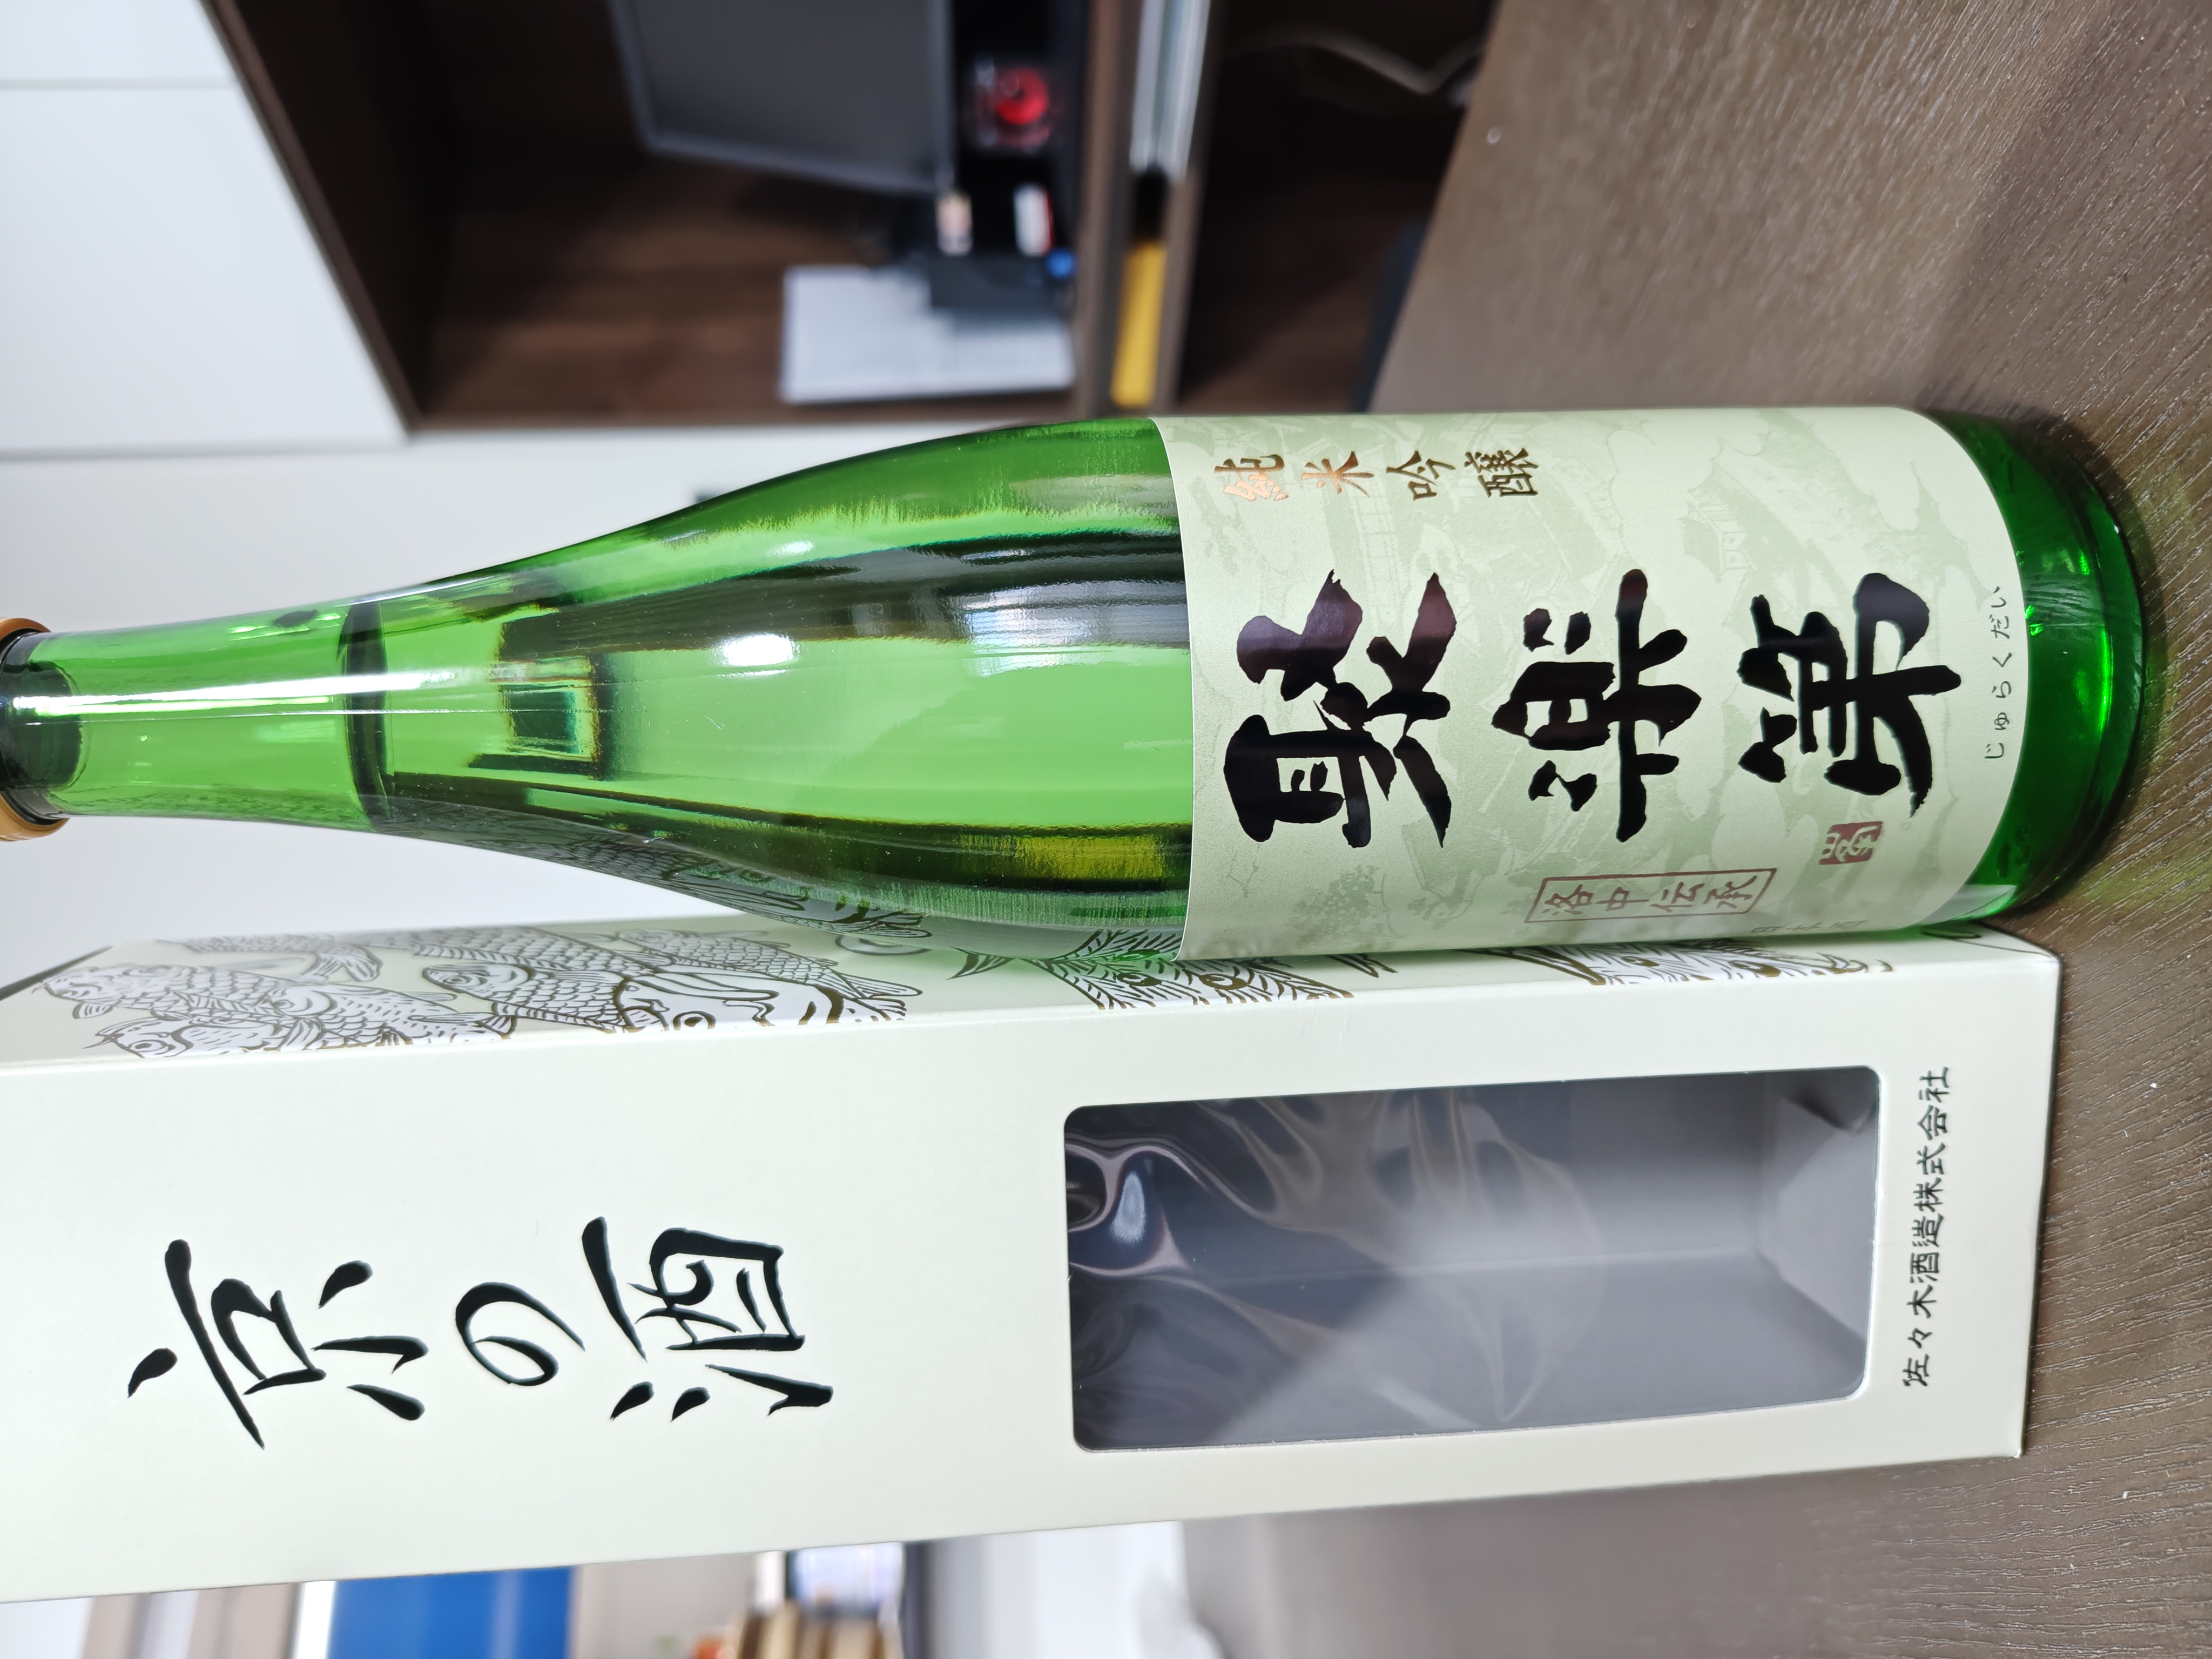 純米吟醸
聚楽第
じゅらくだい
洛中伝承
京の酒
佐々木酒造株式会社